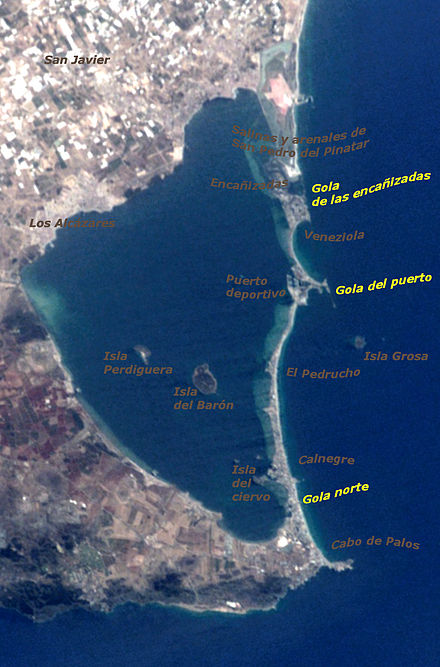 San Javier
Salinas y arenales de
San Pedro del Pinatar
Encañizadas
Gola
de las encañizadas
Los Alcazares
Veneziola
Puerto
deportivo
Gola del puerto
Isla
Perdiguera
Isla Grosa
El Pedrucho
Isla
del Barón
Calnegre
Isla
del
ciervo
Gola norte
Cabo de Palos